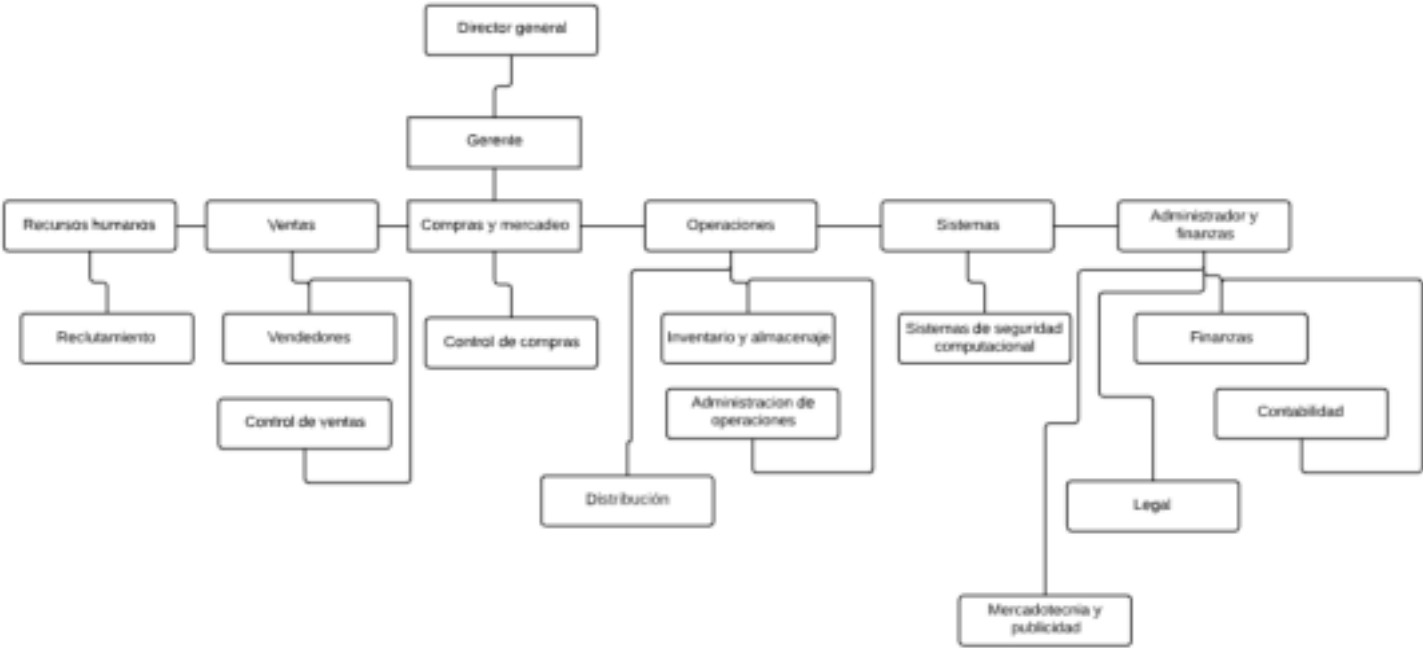 Director general
Gerente
Recursos humanos
Ventas
Compras y mercadeo
Operaciones
Sistemas
Administrador y
finanzas
Reclutamiento
Vendedores
Control de compras
Inventario y almacenaje
Sistemas de seguridad
computacional
Finanzas
Control de ventas
Administracion de
operaciones
Contabilidad
Distribución
Legal
Mercadotecnia y
publicidad